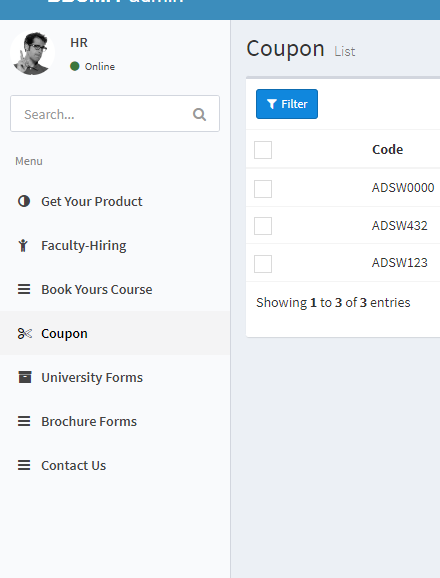 admin
HR
Online
Search...
Menu
Get Your Product
Faculty-Hiring
Book Yours Course
Coupon
University Forms
Brochure Forms
Contact Us
Coupon List
Filter
Code
ADSW0000
ADSW432
ADSW123
Showing 1 to 3 of 3 entries